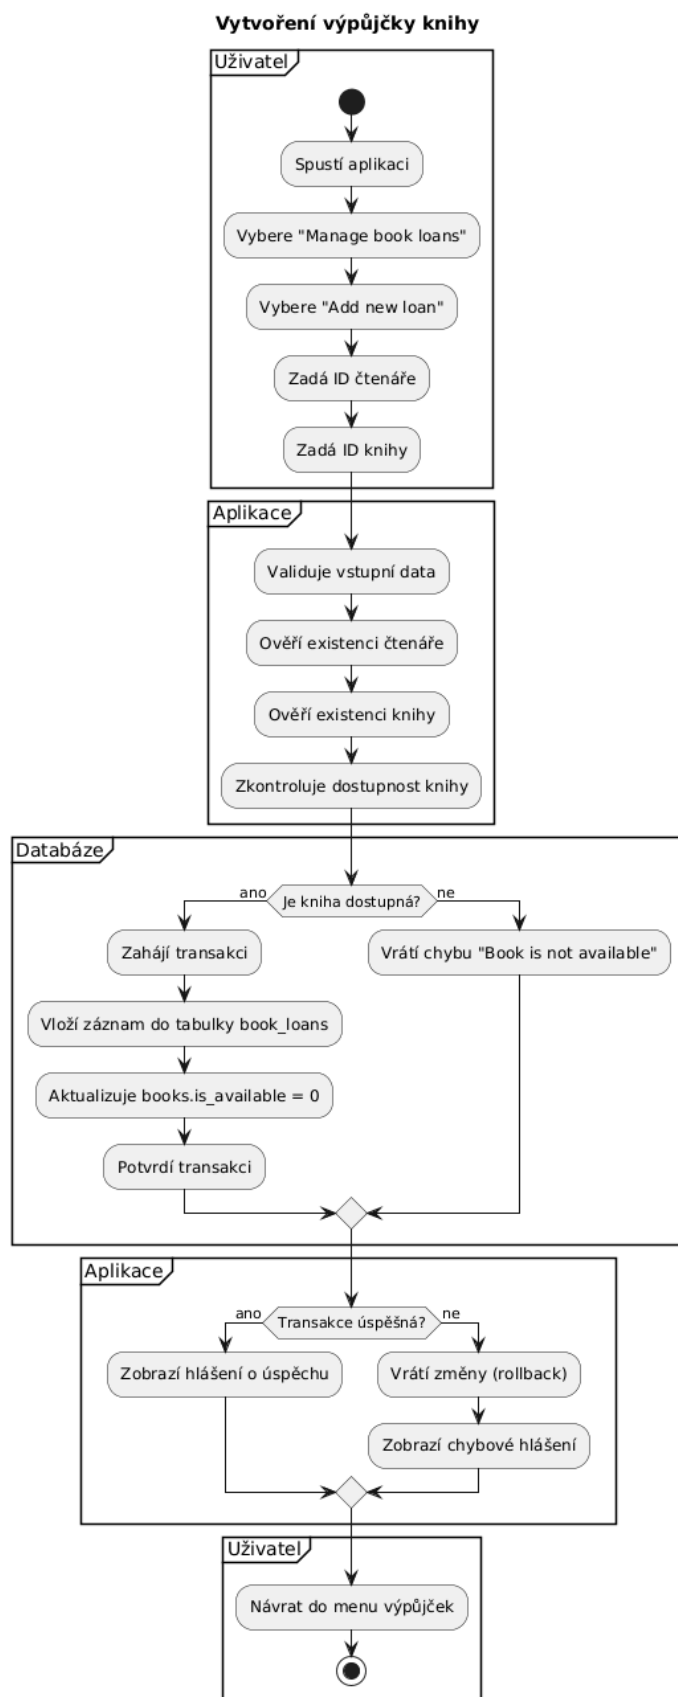 Vytvoření výpůjčky knihy
Uživatel
Spustí aplikaci
Vybere "Manage book loans"
Vybere "Add new loan"
Zadá ID čtenáře
Zadá ID knihy
Aplikace
Validuje vstupní data
Ověří existenci čtenáře
Ověří existenci knihy
Zkontroluje dostupnost knihy
Databáze
Je kniha dostupná?
ano
ne
Zahájí transakci
Vrátí chybu "Book is not available"
Vloží záznam do tabulky book_loans
Aktualizuje books.is_available = 0
Potvrdí transakci
Aplikace
Transakce úspěšná?
ano
ne
Zobrazí hlášení o úspěchu
Vrátí změny (rollback)
Zobrazí chybové hlášení
Uživatel
Návrat do menu výpůjček